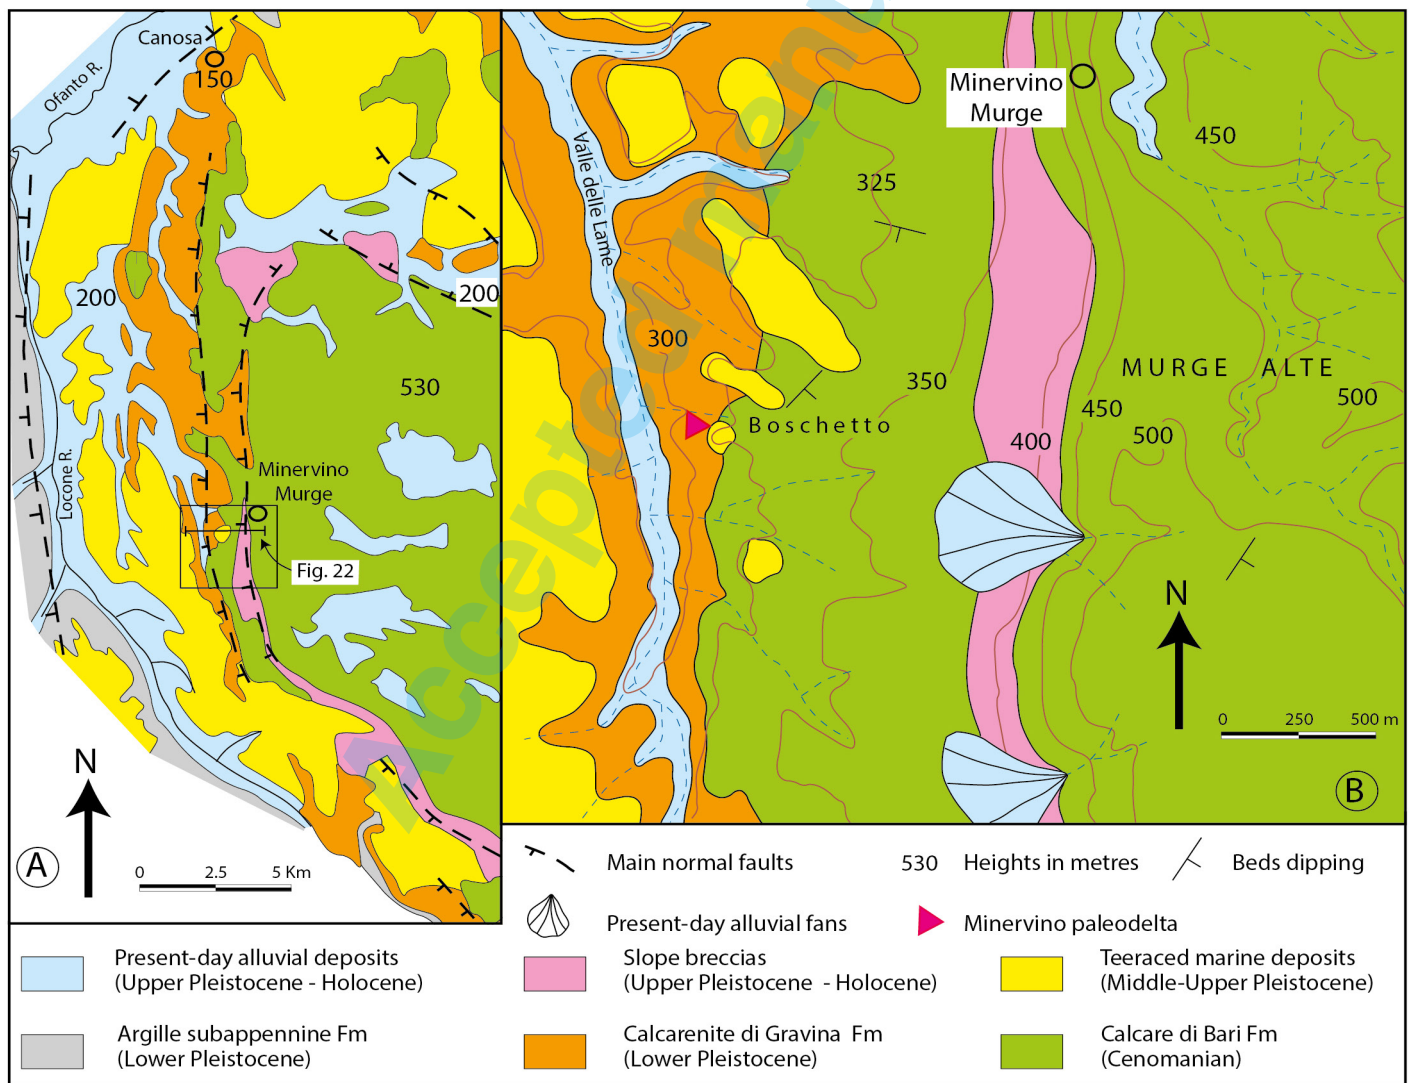 Canosa
150
Ofanto R.
200
200
530
Locone R.
Minervino
Murge
Fig. 22
N
0 2.5 5 Km
A
Valle delle Lame
Minervino
Murge
450
325
300
350
MURGE ALTE
450
500
500
400
Boschetto
N
0 250 500 m
B
Accepted manu
Main normal faults
530 Heights in metres
Beds dipping
Present-day alluvial fans
Minervino paleodelta
Present-day alluvial deposits
(Upper Pleistocene - Holocene)
Slope breccias
(Upper Pleistocene - Holocene)
Teeraced marine deposits
(Middle-Upper Pleistocene)
Argille subappennine Fm
(Lower Pleistocene)
Calcarenite di Gravina Fm
(Lower Pleistocene)
Calcare di Bari Fm
(Cenomanian)